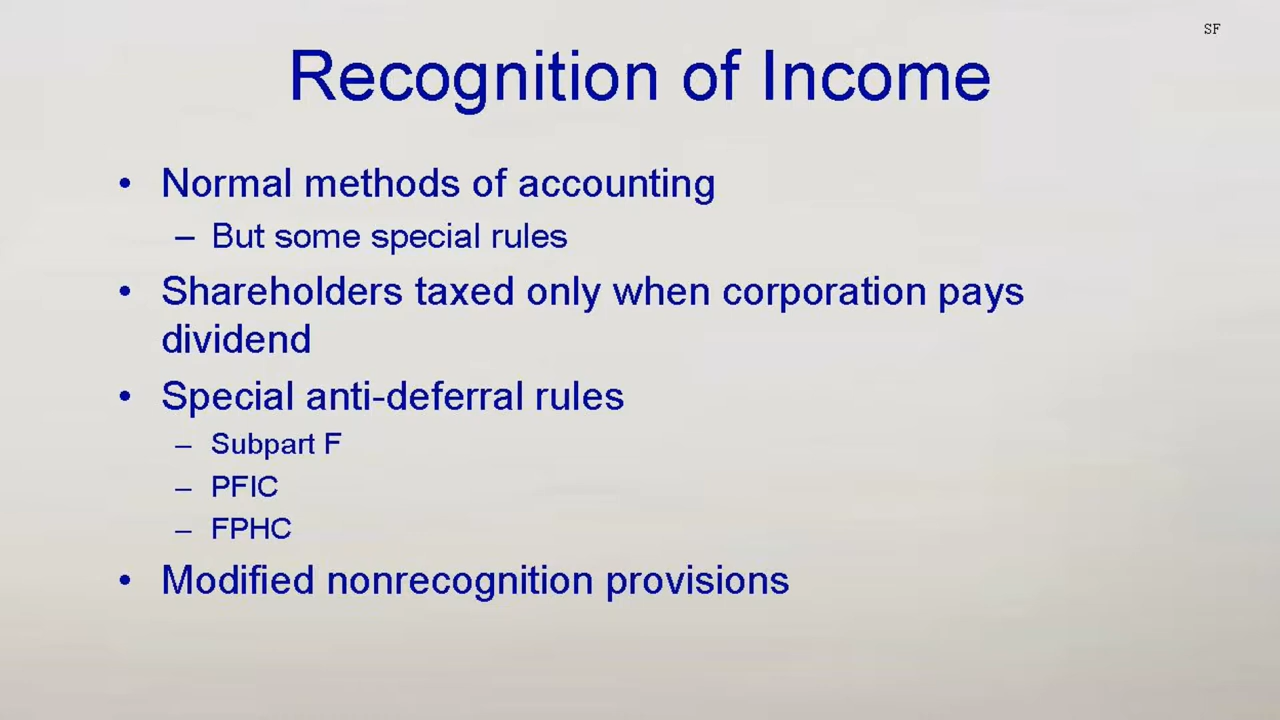 SF
Recognition of Income
• Normal methods of accounting
– But some special rules
• Shareholders taxed only when corporation pays
dividend
• Special anti-deferral rules
– Subpart F
– PFIC
– FPHC
• Modified nonrecognition provisions